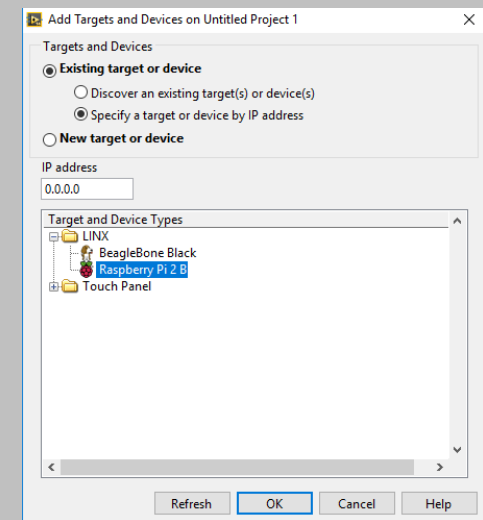 Add Targets and Devices on Untitled Project 1
Targets and Devices
Existing target or device
Discover an existing target(s) or device(s)
Specify a target or device by IP address
New target or device
IP address
0.0.0.0
Target and Device Types
LINX
BeagleBone Black
Raspberry Pi 2 B
Touch Panel
Refresh OK Cancel Help